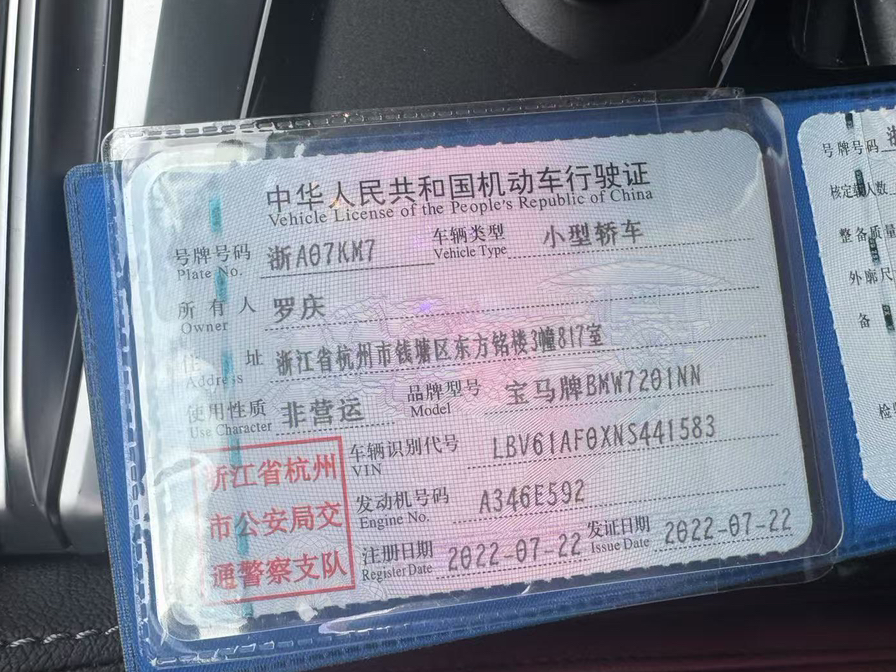 中华人民共和国机动车行驶证
Vehicle License of the People's Republic of China
号牌号码 浙A07KM7 车辆类型 小型轿车
Plate No. Vehicle Type
所有人 罗庆
Owner
住址 浙江省杭州市钱塘区东方铭楼3幢817室
Address
使用性质 非营运 品牌型号 宝马牌BMW7201NN
Use Character Model
车辆识别代号 LBV61AF0XNS441583
VIN
发动机号码 A346E592
Engine No.
注册日期 2022-07-22 发证日期 2022-07-22
Register Date Issue Date
浙江省杭州
市公安局交
通警察支队
号牌号码
核定载人数
整备质量
外廓尺
备
检